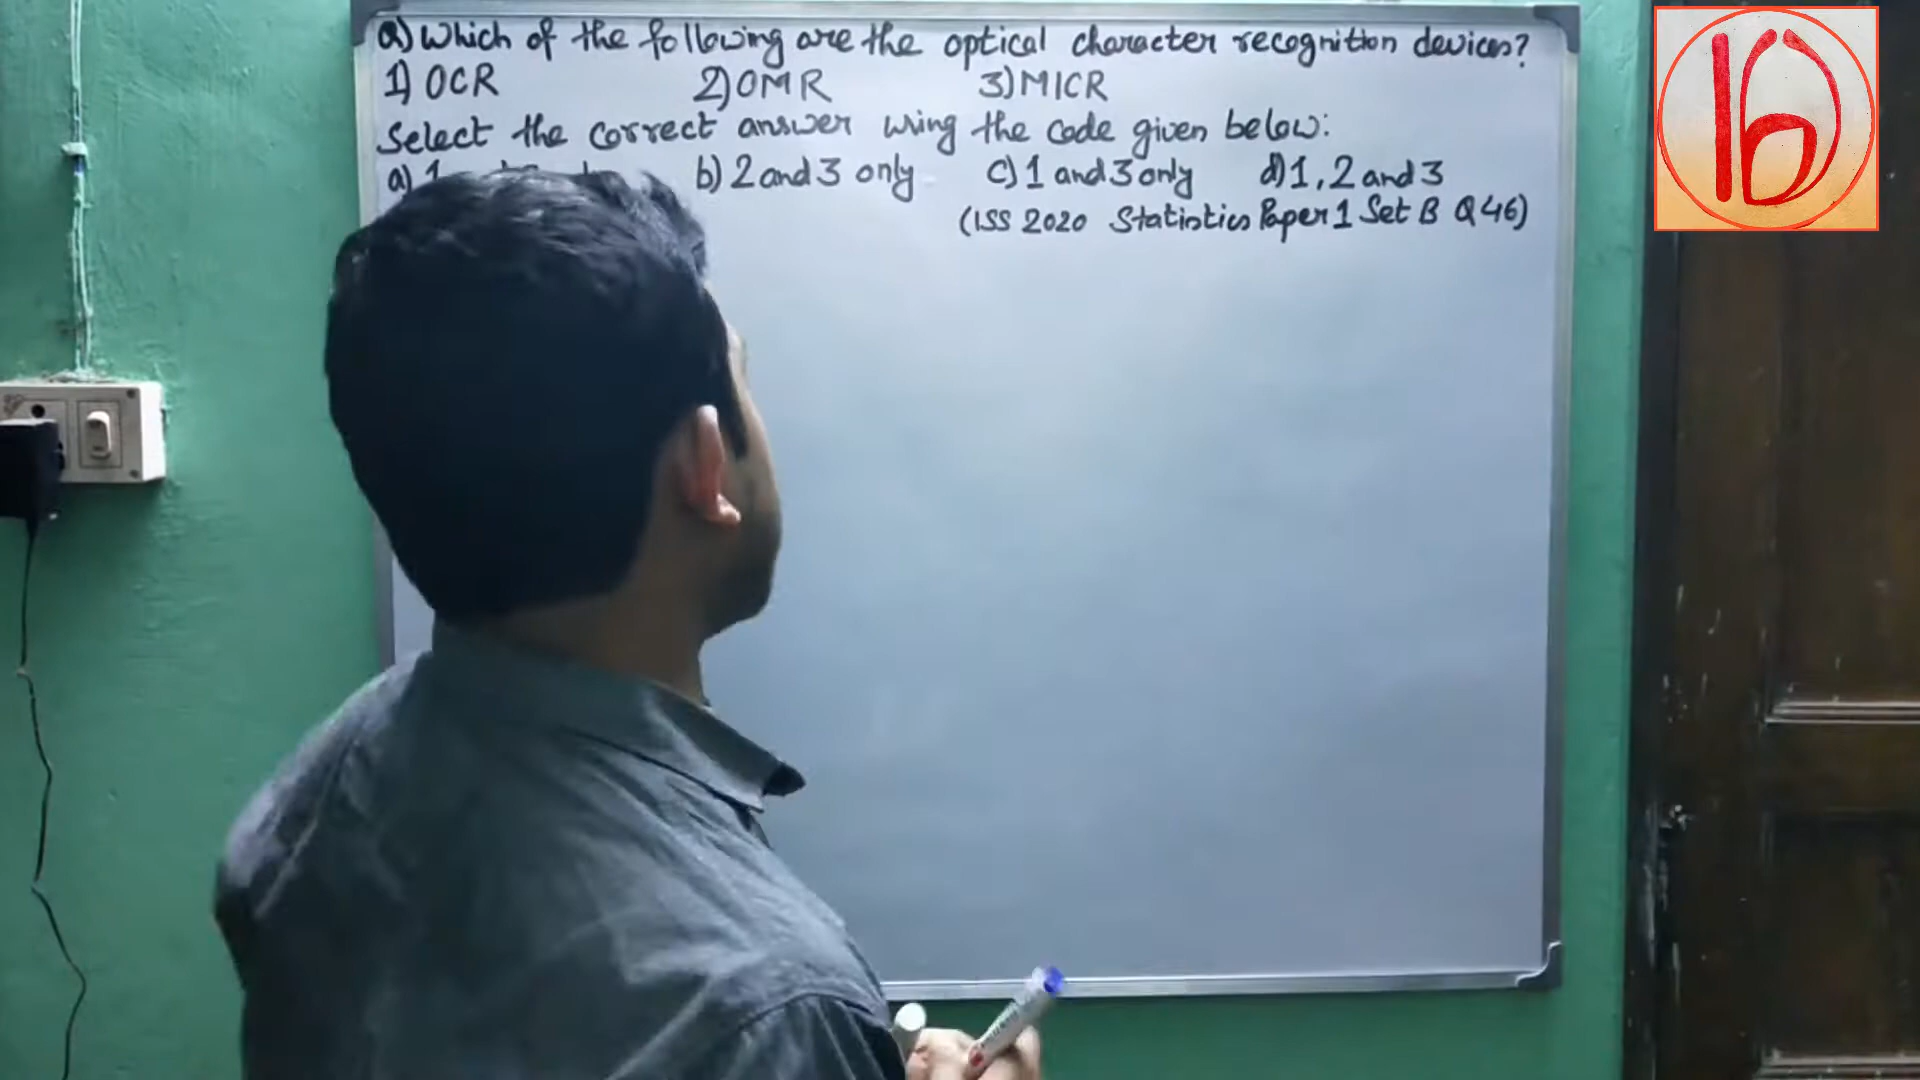 Q) Which of the following are the optical character recognition devices?
1) OCR 2) OMR 3) MICR
Select the correct answer using the code given below:
a) 1 b) 2 and 3 only c) 1 and 3 only d) 1, 2 and 3
(ISS 2020 Statistics Paper 1 Set B Q 46)